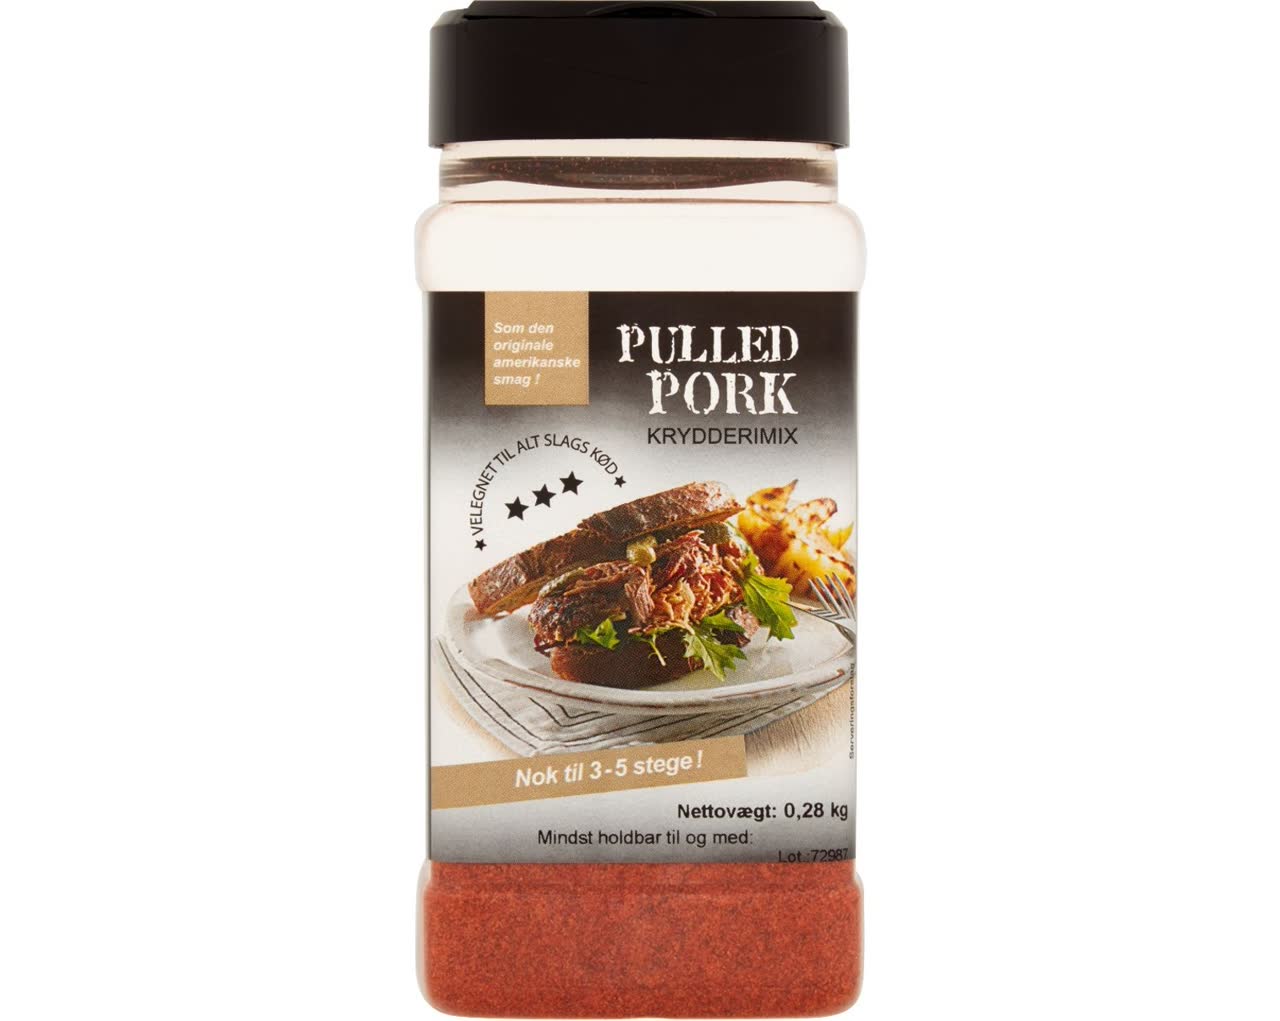 Som den
originale
amerikanske
smag !
PULLED
PORK
KRYDDERIMIX
VELEGNET TIL ALT SLAGS KØD
Serveringsforslag
Nok til 3-5 stege !
Nettovægt: 0,28 kg
Mindst holdbar til og med:
Lot.:72987